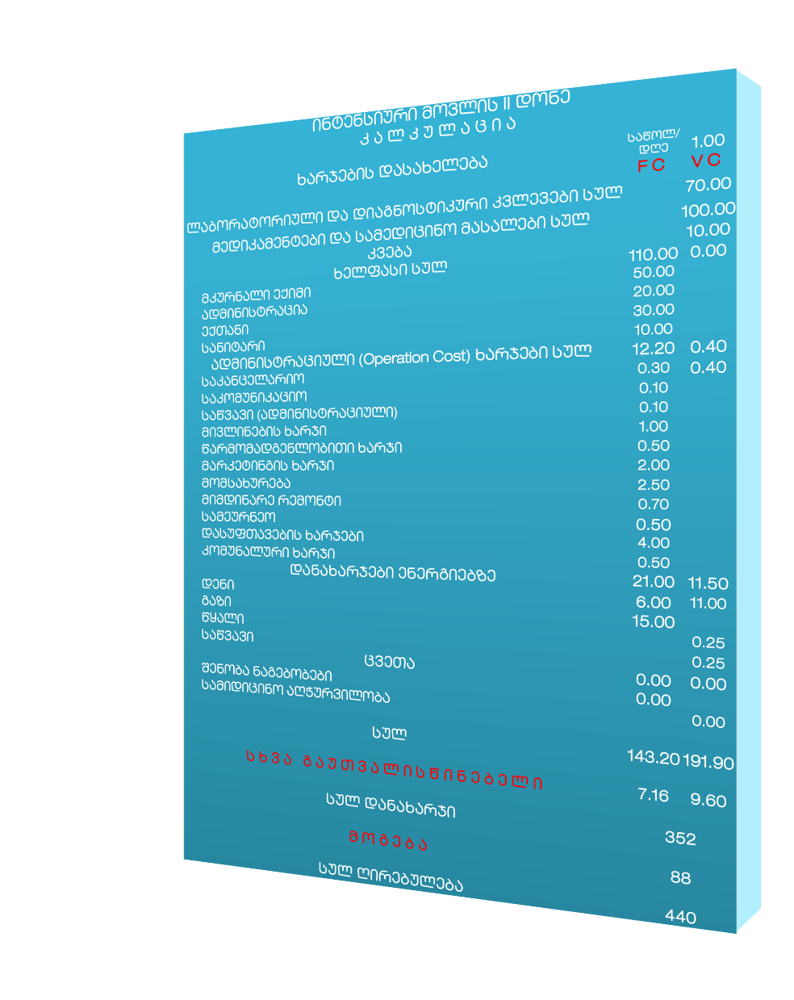 ინტენსიური მოვლის II დონე
კალკულაცია
საწოლ/
დღე
1.00
ხარჯების დასახელება
FC VC
70.00
ლაბორატორიული და დიაგნოსტიკური კვლევები სულ
100.00
მედიკამენტები და სამედიცინო მასალები სულ
10.00
კვება
110.00 0.00
ხელფასი სულ
50.00
მკურნალი ექიმი
20.00
ადმინისტრაცია
30.00
ექთანი
10.00
სანიტარი
12.20 0.40
ადმინისტრაციული (Operation Cost) ხარჯები სულ
0.30 0.40
საკანცელარიო
0.10
საკომუნიკაციო
0.10
საწვავი (ადმინისტრაციული)
1.00
მივლინების ხარჯი
0.50
წარმომადგენლობითი ხარჯი
2.00
მარკეტინგის ხარჯი
2.50
მომსახურება
0.70
მიმდინარე რემონტი
0.50
სამეურნეო
4.00
დასუფთავების ხარჯები
0.50
კომუნალური ხარჯი
დანახარჯები ენერგიებზე
21.00 11.50
დენი
6.00 11.00
გაზი
15.00
წყალი
0.25
საწვავი
0.25
ცვეთა
0.00 0.00
შენობა ნაგებობები
0.00
სამიდიცინო აღჭურვილობა
0.00
სულ
143.20 191.90
სხვა გაუთვალისწინებელი
7.16 9.60
სულ დანახარჯი
352
მოგება
88
სულ ღირებულება
440